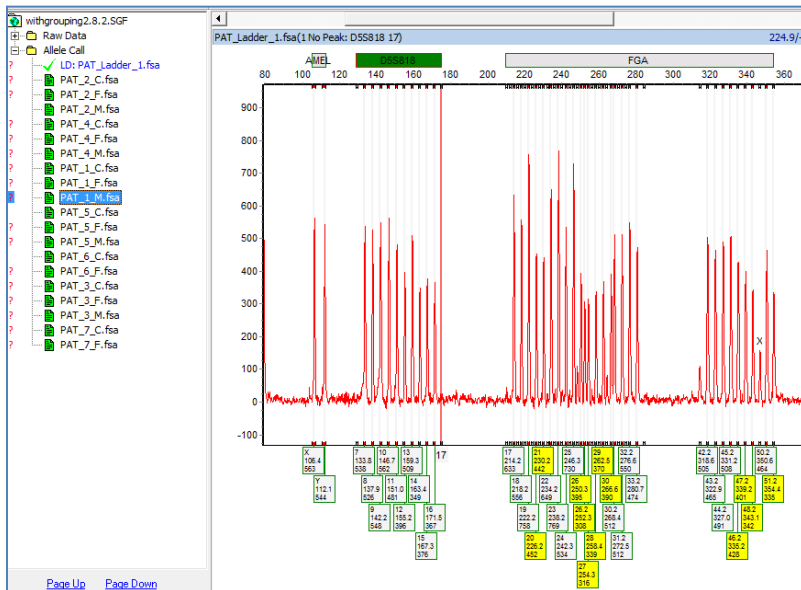 withgrouping2.8.2.SGF
Raw Data
Allele Call
? LD: PAT_Ladder_1.fsa
? PAT_2_C.fsa
? PAT_2_F.fsa
PAT_2_M.fsa
? PAT_4_C.fsa
? PAT_4_F.fsa
? PAT_4_M.fsa
? PAT_1_C.fsa
? PAT_1_F.fsa
? PAT_1_M.fsa
PAT_5_C.fsa
? PAT_5_F.fsa
? PAT_5_M.fsa
PAT_6_C.fsa
? PAT_6_F.fsa
? PAT_3_C.fsa
? PAT_3_F.fsa
? PAT_3_M.fsa
? PAT_7_C.fsa
? PAT_7_F.fsa
Page Up Page Down
PAT_Ladder_1.fsa(1 No Peak: D5S818 17) 224.9/-
AMEL D5S818 FGA
80 100 120 140 160 180 200 220 240 260 280 300 320 340 360
900
800
700
600
500
400
300
200
100
0
-100
X
17
X 7 10 13 17 21 25 29 32.2 42.2 45.2 47.2 50.2
106.4 133.8 146.7 159.3 214.2 230.2 246.3 262.5 276.6 318.6 331.2 339.2 350.6
563 538 562 509 633 442 730 370 550 505 508 401 464
Y 8 11 14 18 22 26 30 33.2 43.2 48.2 51.2
112.1 137.9 151.0 163.4 218.2 234.2 250.3 266.6 280.7 322.9 343.1 354.4
544 526 481 349 556 649 395 390 474 465 342 335
9 12 16 19 23 26.2 30.2 44.2
142.2 155.2 171.5 222.2 238.2 252.3 268.4 327.0
548 396 367 758 769 308 512 491
15 20 24 28 31.2 46.2
167.3 226.2 242.3 258.4 272.5 335.2
376 452 534 339 512 428
27
254.3
316